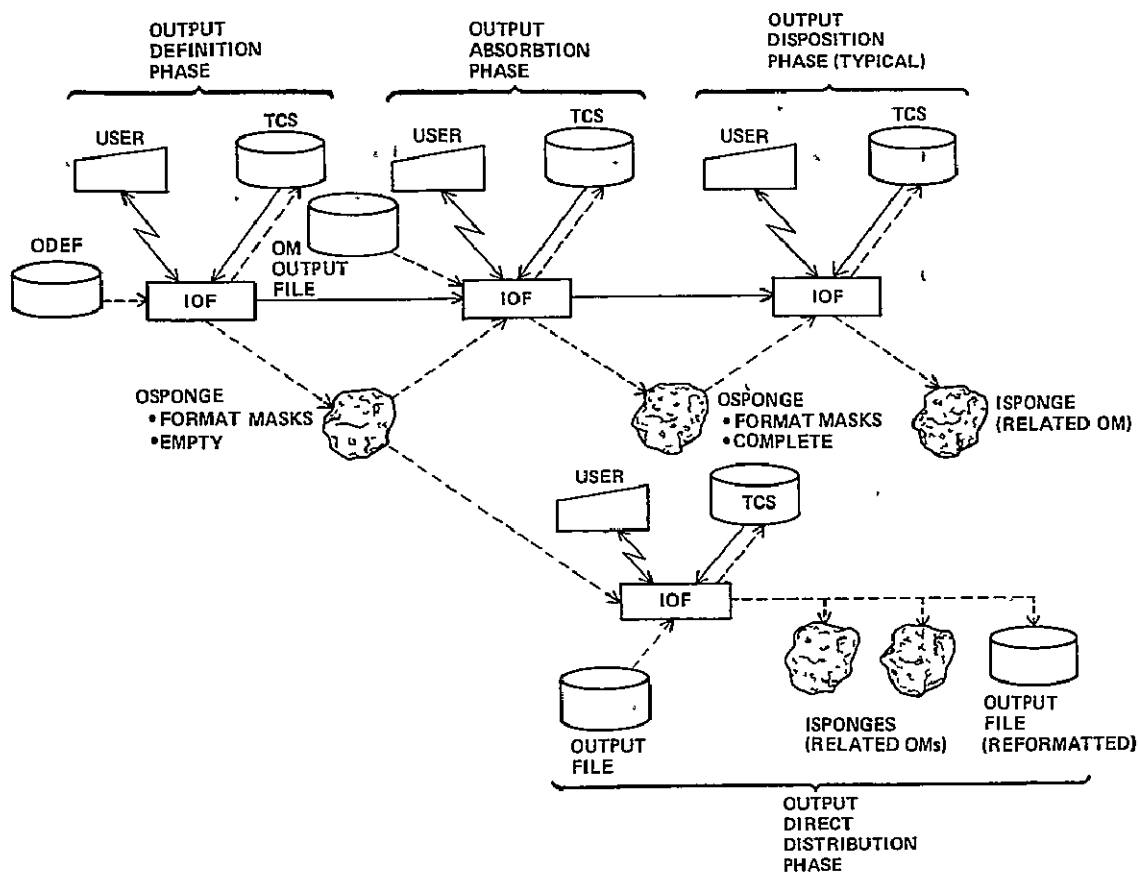 OUTPUT
DEFINITION
PHASE
OUTPUT
ABSORBTION
PHASE
OUTPUT
DISPOSITION
PHASE (TYPICAL)
USER
TCS
USER
TCS
USER
TCS
ODEF
OM
OUTPUT
FILE
IOF
IOF
IOF
OSPONGE
• FORMAT MASKS
• EMPTY
OSPONGE
• FORMAT MASKS
• COMPLETE
ISPONGE
(RELATED OM)
USER
TCS
IOF
OUTPUT
FILE
ISPONGES
(RELATED OMs)
OUTPUT
FILE
(REFORMATTED)
OUTPUT
DIRECT
DISTRIBUTION
PHASE